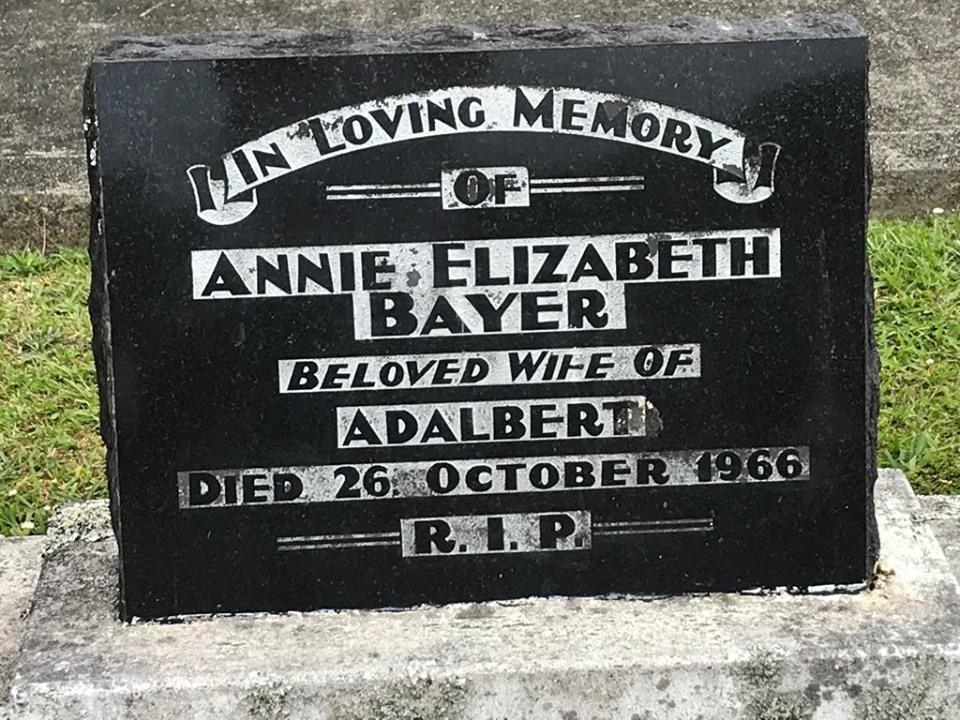 IN LOVING MEMORY
OF
ANNIE ELIZABETH
BAYER
BELOVED WIFE OF
ADALBERT
DIED 26. OCTOBER 1966
R. I. P.